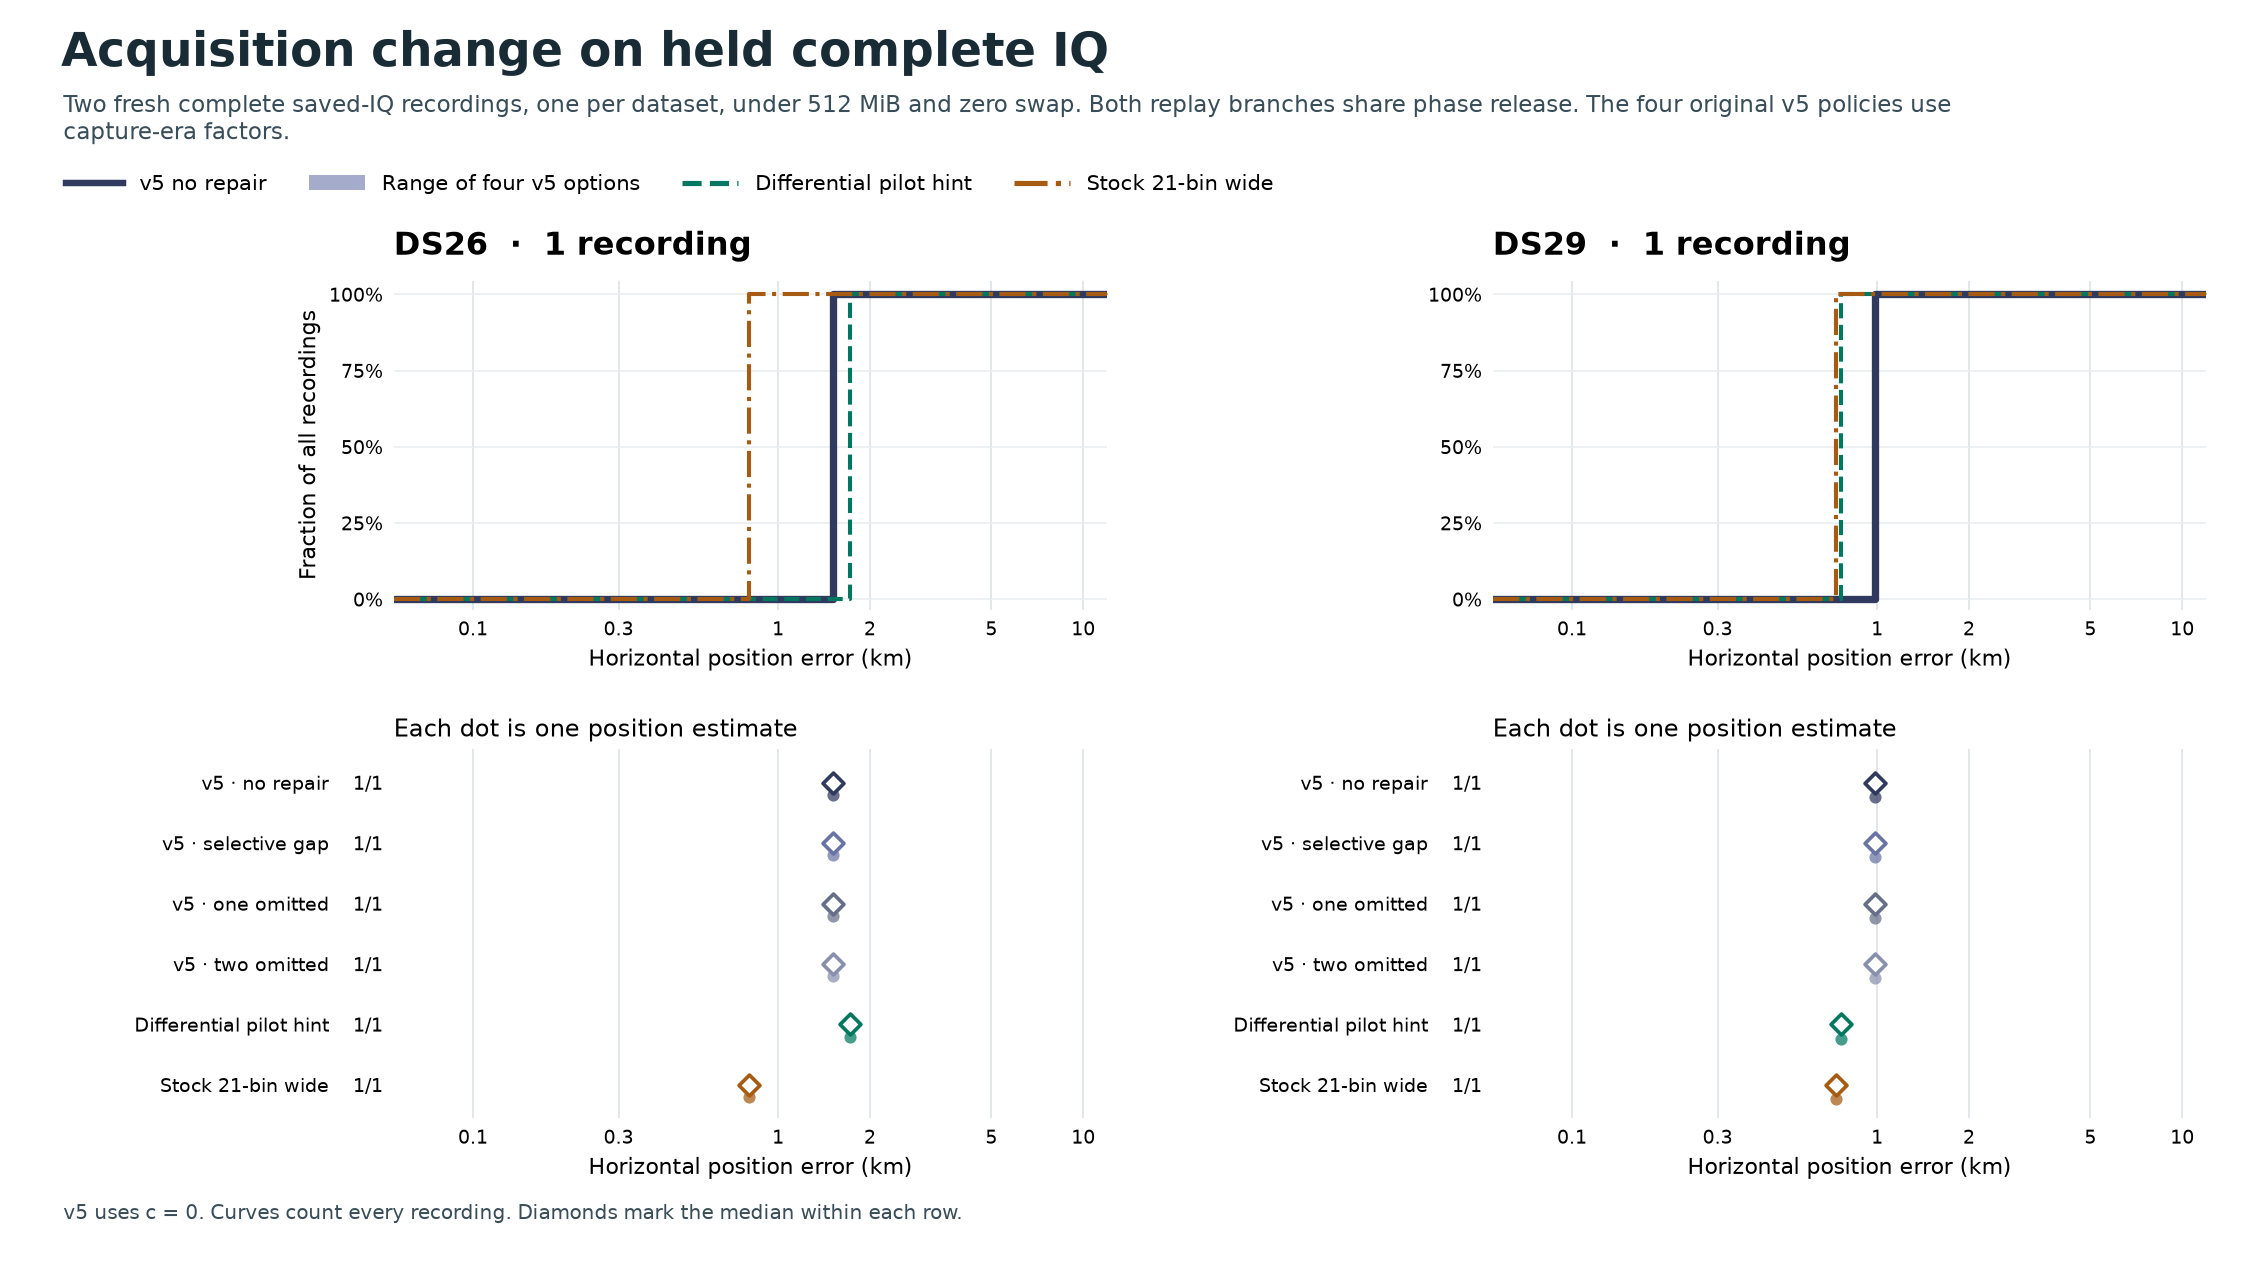 Acquisition change on held complete IQ
Two fresh complete saved-IQ recordings, one per dataset, under 512 MiB and zero swap. Both replay branches share phase release. The four original v5 policies use
capture-era factors.
v5 no repair
Range of four v5 options
Differential pilot hint
Stock 21-bin wide
DS26 · 1 recording
Fraction of all recordings
100%
75%
50%
25%
0%
0.1 0.3 1 2 5 10
Horizontal position error (km)
DS29 · 1 recording
100%
75%
50%
25%
0%
0.1 0.3 1 2 5 10
Horizontal position error (km)
Each dot is one position estimate
v5 · no repair 1/1
v5 · selective gap 1/1
v5 · one omitted 1/1
v5 · two omitted 1/1
Differential pilot hint 1/1
Stock 21-bin wide 1/1
0.1 0.3 1 2 5 10
Horizontal position error (km)
Each dot is one position estimate
v5 · no repair 1/1
v5 · selective gap 1/1
v5 · one omitted 1/1
v5 · two omitted 1/1
Differential pilot hint 1/1
Stock 21-bin wide 1/1
0.1 0.3 1 2 5 10
Horizontal position error (km)
v5 uses c = 0. Curves count every recording. Diamonds mark the median within each row.